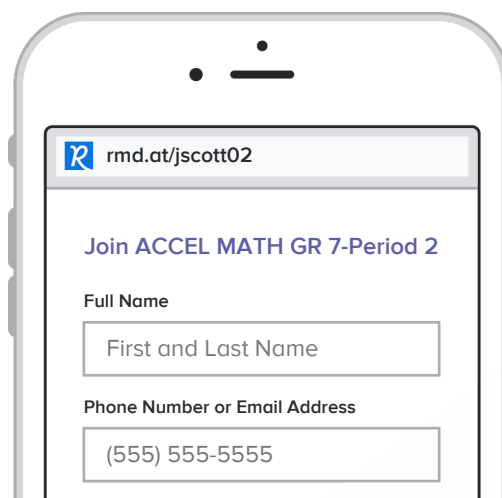 rmd.at/jscott02
Join ACCEL MATH GR 7-Period 2
Full Name
First and Last Name
Phone Number or Email Address
(555) 555-5555